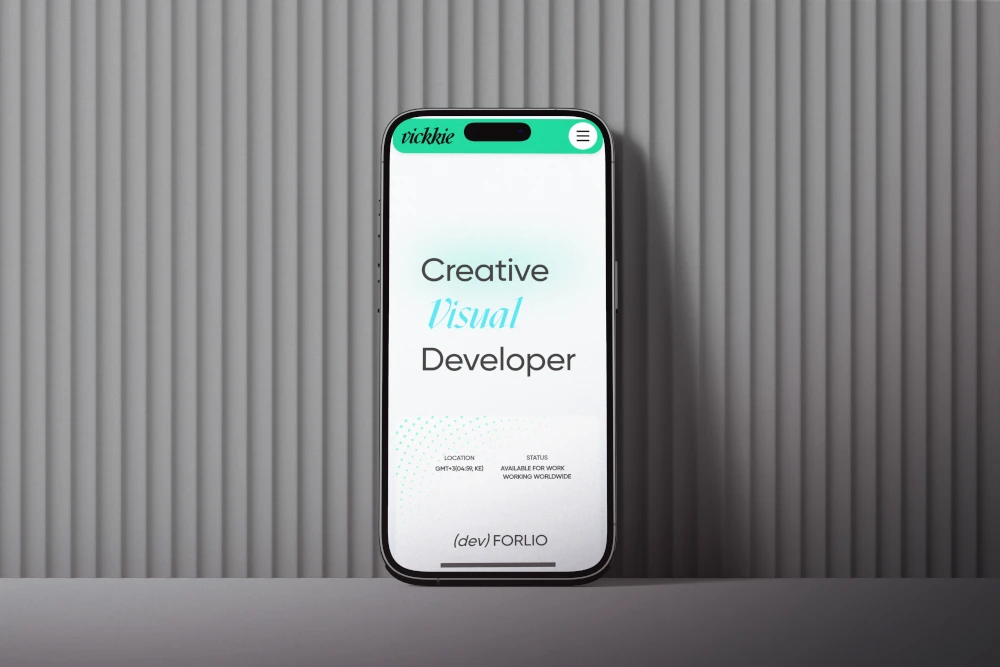 vickkie
Creative
Visual
Developer
LOCATION STATUS
GMT+3(04:59, KE) AVAILABLE FOR WORK
WORKING WORLDWIDE
(dev) FORLIO